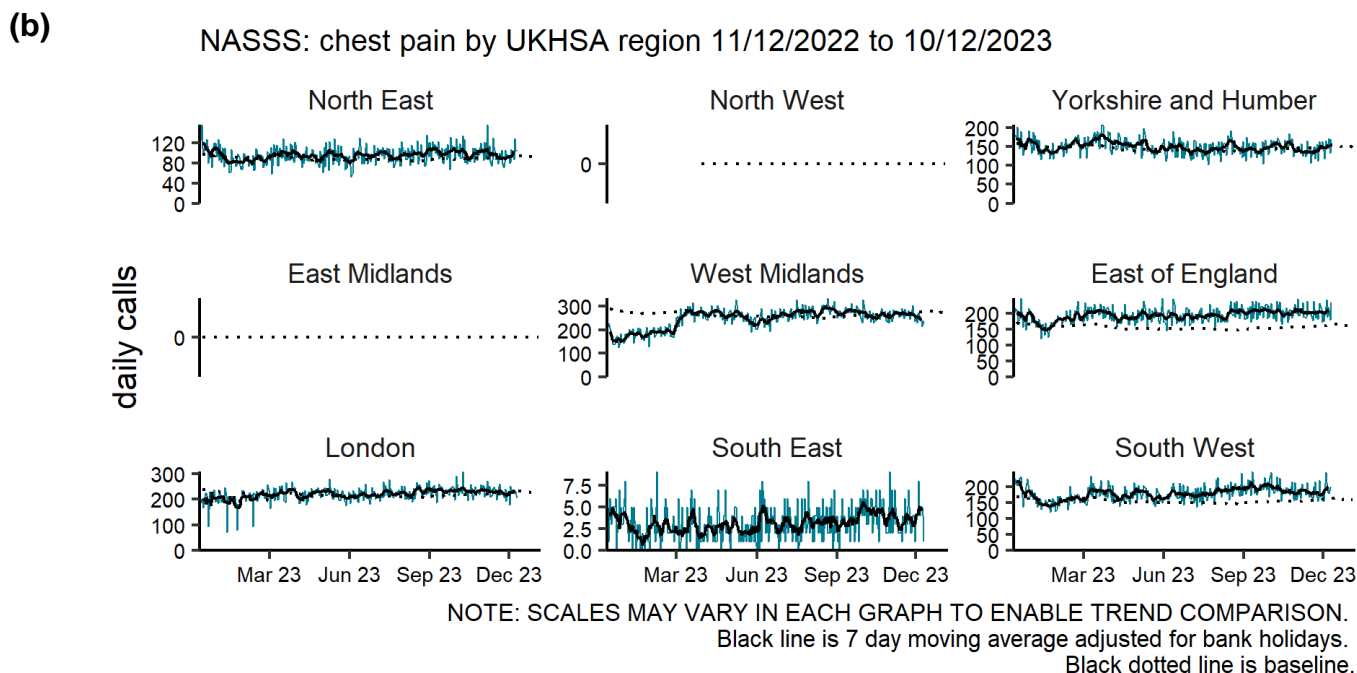 (b)
NASSS: chest pain by UKHSA region 11/12/2022 to 10/12/2023
North East
North West
Yorkshire and Humber
120
80
40
0
0
200
150
100
50
0
daily calls
East Midlands
West Midlands
East of England
0
300
200
100
0
200
150
100
50
0
London
South East
South West
300
200
100
0
7.5
5.0
2.5
0.0
200
150
100
50
0
Mar 23 Jun 23 Sep 23 Dec 23
Mar 23 Jun 23 Sep 23 Dec 23
Mar 23 Jun 23 Sep 23 Dec 23
NOTE: SCALES MAY VARY IN EACH GRAPH TO ENABLE TREND COMPARISON.
Black line is 7 day moving average adjusted for bank holidays.
Black dotted line is baseline.